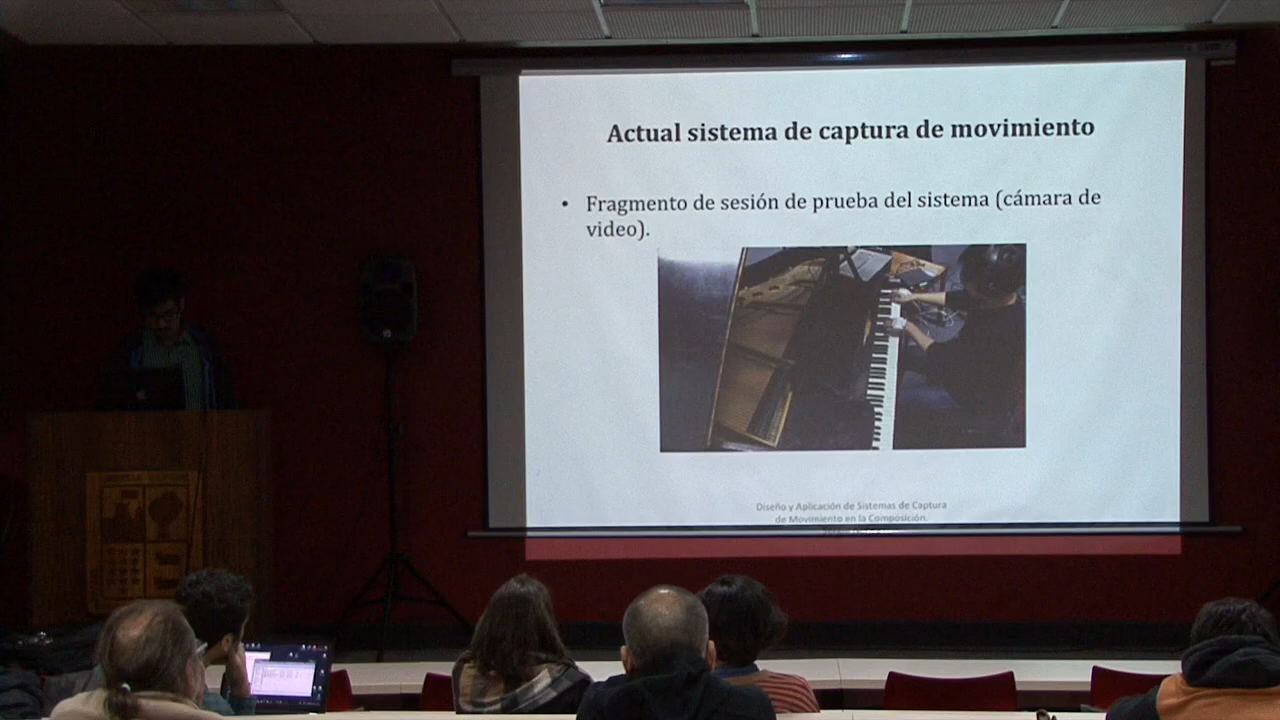 Actual sistema de captura de movimiento
• Fragmento de sesión de prueba del sistema (cámara de
video).
Diseño y Aplicación de Sistemas de Captura
de Movimiento en la Composición.